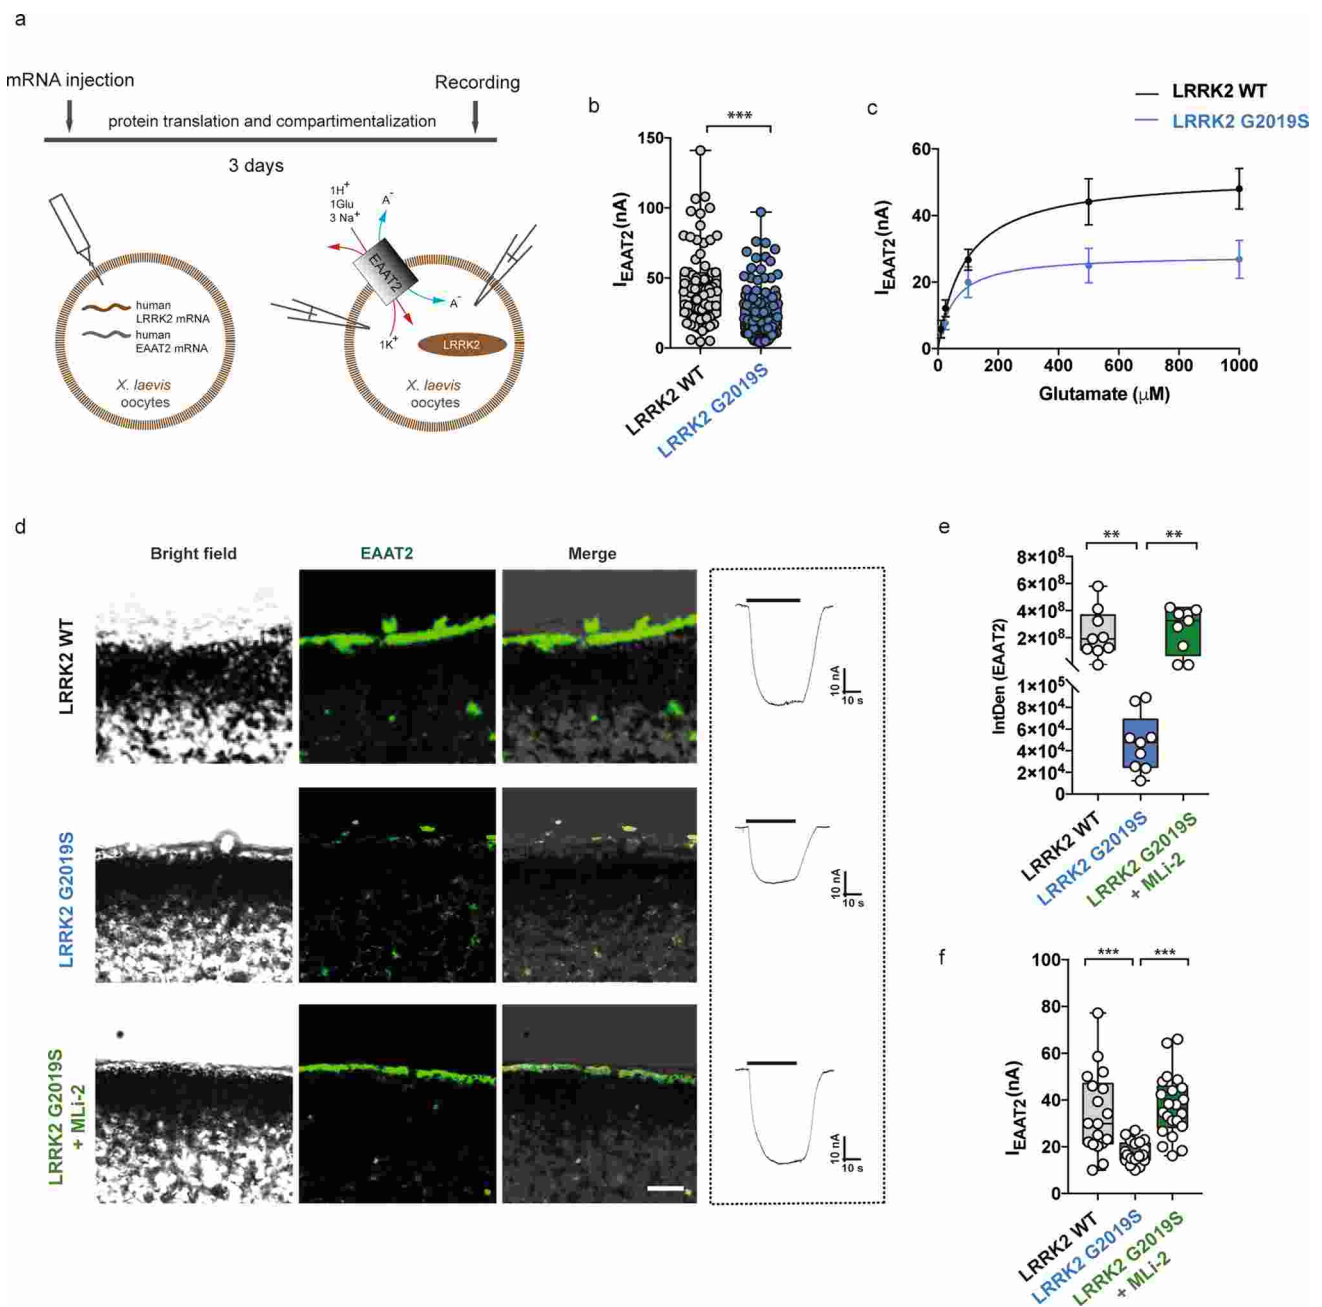 a
mRNA injection
Recording
protein translation and compartimentalization
3 days
1H+
1Glu
3 Na+
A-
EAAT2
A-
1K+
LRRK2
human
LRRK2 mRNA
human
EAAT2 mRNA
X. laevis
oocytes
X. laevis
oocytes
b
***
IEAAT2(nA)
150
100
50
0
LRRK2 WT
LRRK2 G2019S
c
LRRK2 WT
LRRK2 G2019S
IEAAT2(nA)
60
40
20
0
0 200 400 600 800 1000
Glutamate (μM)
d
Bright field
EAAT2
Merge
LRRK2 WT
10 nA
10 s
LRRK2 G2019S
10 nA
10 s
LRRK2 G2019S
+ MLi-2
10 nA
10 s
e
** **
IntDen (EAAT2)
8×10⁸
6×10⁸
4×10⁸
2×10⁸
1×10⁵
8×10⁴
6×10⁴
4×10⁴
2×10⁴
0
LRRK2 WT
LRRK2 G2019S
LRRK2 G2019S
+ MLi-2
f
*** ***
IEAAT2(nA)
100
80
60
40
20
0
LRRK2 WT
LRRK2 G2019S
LRRK2 G2019S
+ MLi-2